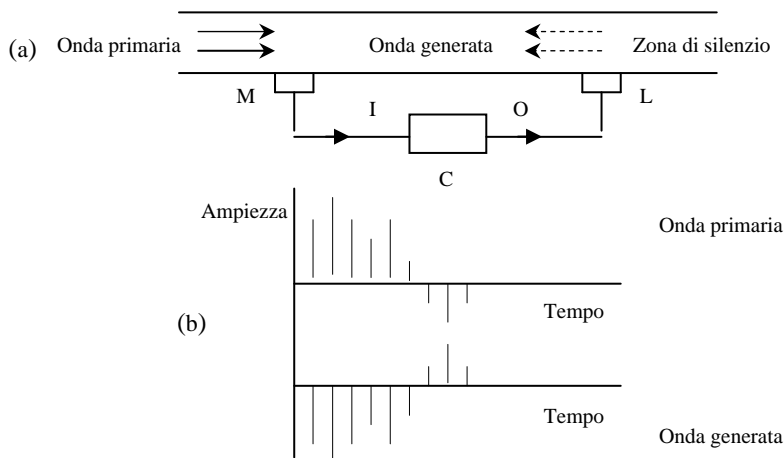 (a) Onda primaria Onda generata Zona di silenzio
M I O L
C
Ampiezza Onda primaria
Tempo
(b)
Tempo
Onda generata